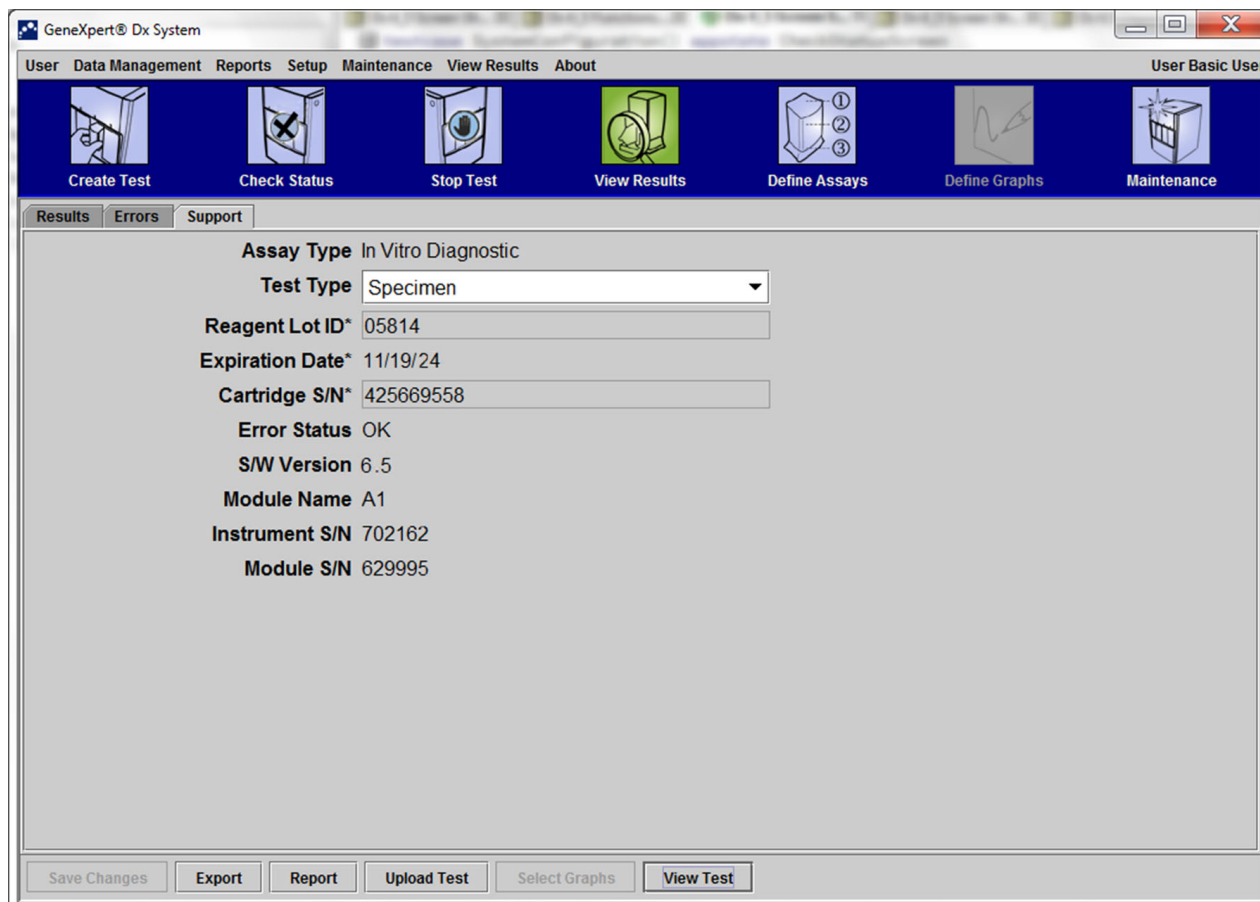 GeneXpert® Dx System
User Data Management Reports Setup Maintenance View Results About User Basic Use
① ② ③
Create Test Check Status Stop Test View Results Define Assays Define Graphs Maintenance
Results Errors Support
Assay Type In Vitro Diagnostic
Test Type Specimen
Reagent Lot ID* 05814
Expiration Date* 11/19/24
Cartridge S/N* 425669558
Error Status OK
S/W Version 6.5
Module Name A1
Instrument S/N 702162
Module S/N 629995
Save Changes Export Report Upload Test Select Graphs View Test